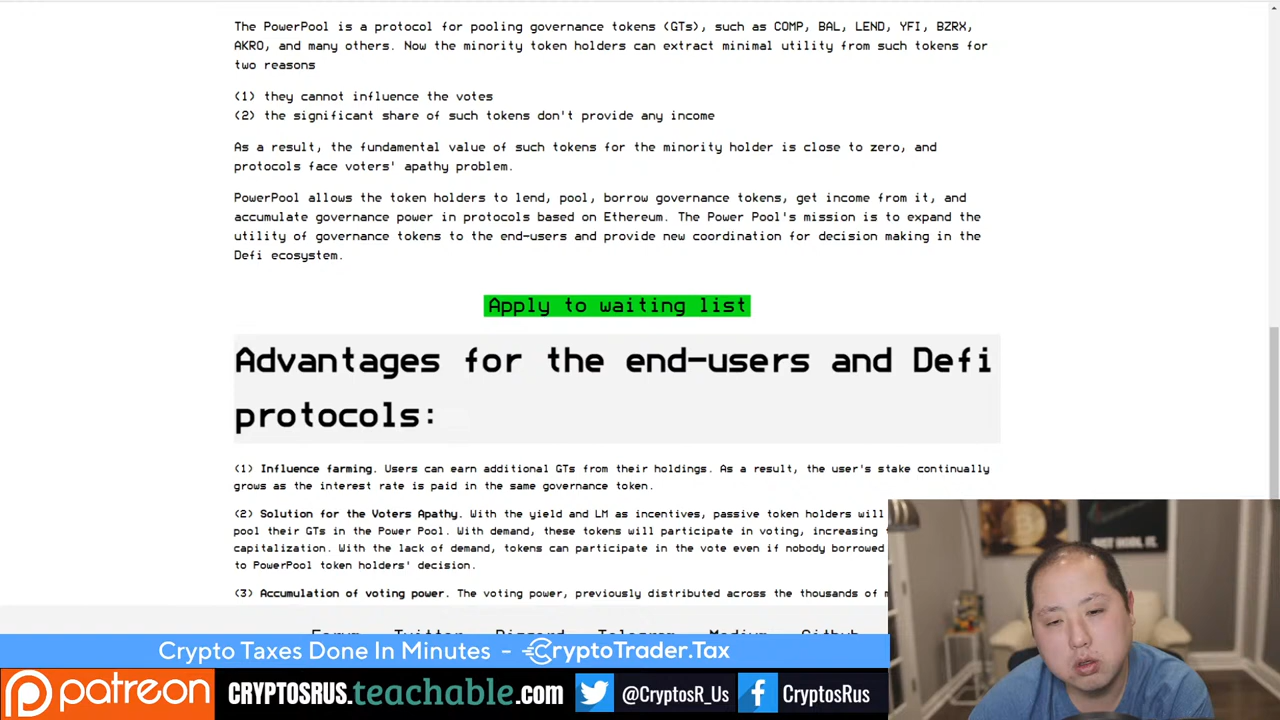 The PowerPool is a protocol for pooling governance tokens (GTs), such as COMP, BAL, LEND, YFI, BZRX,
AKRO, and many others. Now the minority token holders can extract minimal utility from such tokens for
two reasons
(1) they cannot influence the votes
(2) the significant share of such tokens don't provide any income
As a result, the fundamental value of such tokens for the minority holder is close to zero, and
protocols face voters' apathy problem.
PowerPool allows the token holders to lend, pool, borrow governance tokens, get income from it, and
accumulate governance power in protocols based on Ethereum. The Power Pool's mission is to expand the
utility of governance tokens to the end-users and provide new coordination for decision making in the
Defi ecosystem.
Apply to waiting list
Advantages for the end-users and Defi
protocols:
(1) Influence farming. Users can earn additional GTs from their holdings. As a result, the user's stake continually
grows as the interest rate is paid in the same governance token.
(2) Solution for the Voters Apathy. With the yield and LM as incentives, passive token holders will
pool their GTs in the Power Pool. With demand, these tokens will participate in voting, increasing
capitalization. With the lack of demand, tokens can participate in the vote even if nobody borrowed
to PowerPool token holders' decision.
(3) Accumulation of voting power. The voting power, previously distributed across the thousands of
Forum Twitter Discord Telegram Medium Github
Crypto Taxes Done In Minutes - CryptoTrader.Tax
patreon CRYPTOSRUS.teachable.com @CryptosR_Us CryptosRus